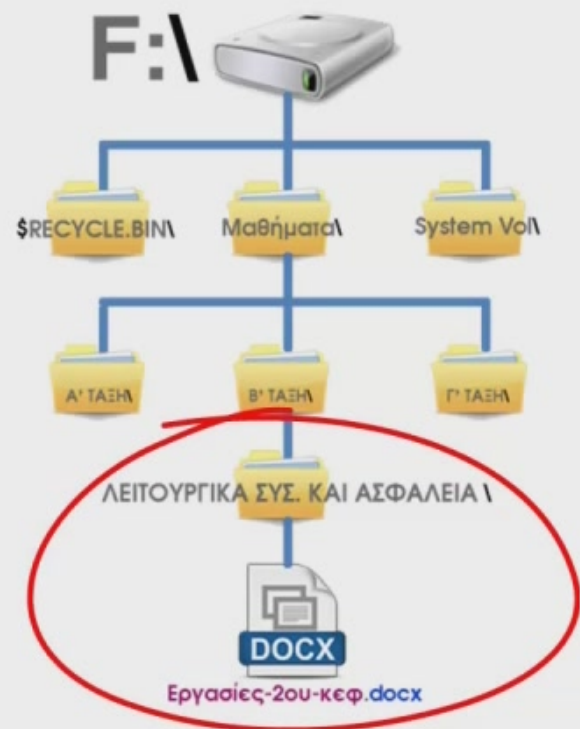 F:\
$RECYCLE.BIN\ Μαθήματα\ System Vol\
Α' ΤΑΞΗ\ Β' ΤΑΞΗ\ Γ' ΤΑΞΗ\
ΛΕΙΤΟΥΡΓΙΚΑ ΣΥΣ. ΚΑΙ ΑΣΦΑΛΕΙΑ \
DOCX
Εργασίες-2ου-κεφ.docx